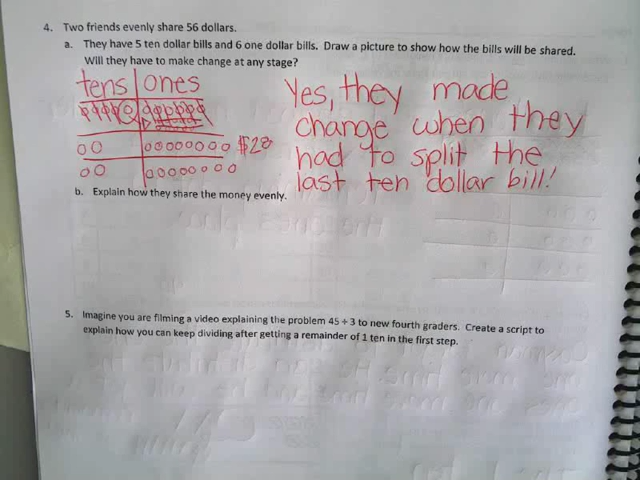 4. Two friends evenly share 56 dollars.
a. They have 5 ten dollar bills and 6 one dollar bills. Draw a picture to show how the bills will be shared.
Will they have to make change at any stage?
tens ones
$28
Yes, they made
change when they
had to split the
last ten dollar bill!
b. Explain how they share the money evenly.
5. Imagine you are filming a video explaining the problem 45 ÷ 3 to new fourth graders. Create a script to
explain how you can keep dividing after getting a remainder of 1 ten in the first step.